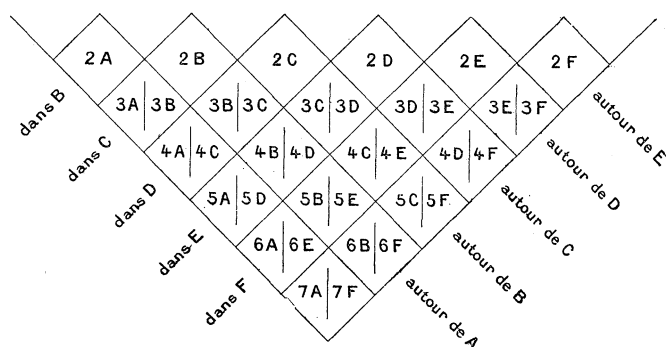 2A 2B 2C 2D 2E 2F
3A 3B 3B 3C 3C 3D 3D 3E 3E 3F
4A 4C 4B 4D 4C 4E 4D 4F
5A 5D 5B 5E 5C 5F
6A 6E 6B 6F
7A 7F
dans B
dans C
dans D
dans E
dans F
autour de E
autour de D
autour de C
autour de B
autour de A